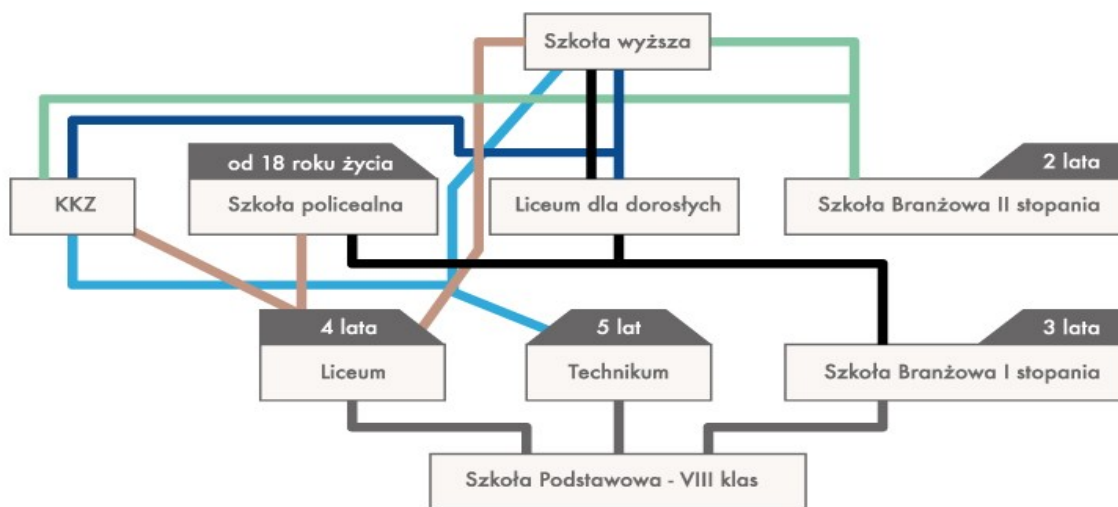 Szkoła wyższa
od 18 roku życia
2 lata
KKZ
Szkoła policealna
Liceum dla dorosłych
Szkoła Branżowa II stopania
4 lata
5 lat
3 lata
Liceum
Technikum
Szkoła Branżowa I stopania
Szkoła Podstawowa - VIII klas